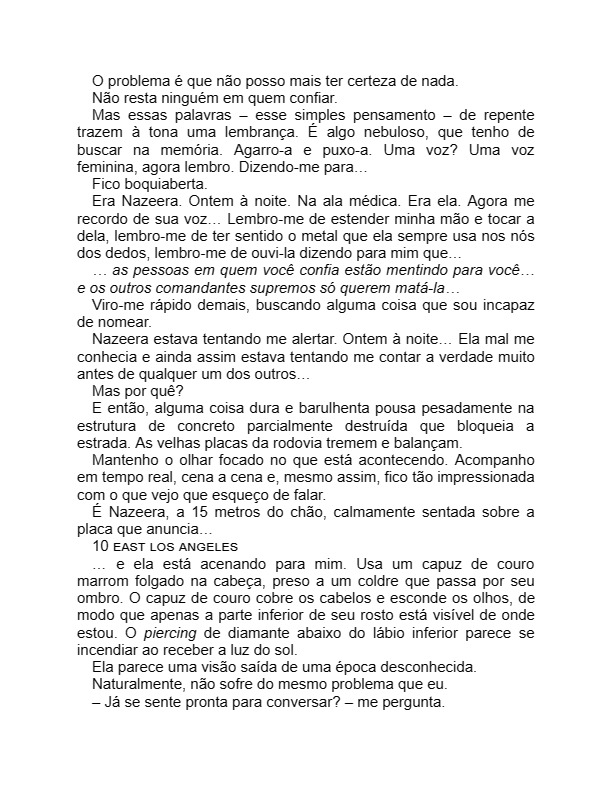 O problema é que não posso mais ter certeza de nada.
Não resta ninguém em quem confiar.
Mas essas palavras – esse simples pensamento – de repente
trazem à tona uma lembrança. É algo nebuloso, que tenho de
buscar na memória. Agarro-a e puxo-a. Uma voz? Uma voz
feminina, agora lembro. Dizendo-me para…
Fico boquiaberta.
Era Nazeera. Ontem à noite. Na ala médica. Era ela. Agora me
recordo de sua voz… Lembro-me de estender minha mão e tocar a
dela, lembro-me de ter sentido o metal que ela sempre usa nos nós
dos dedos, lembro-me de ouvi-la dizendo para mim que…
… as pessoas em quem você confia estão mentindo para você…
e os outros comandantes supremos só querem matá-la…
Viro-me rápido demais, buscando alguma coisa que sou incapaz
de nomear.
Nazeera estava tentando me alertar. Ontem à noite… Ela mal me
conhecia e ainda assim estava tentando me contar a verdade muito
antes de qualquer um dos outros…
Mas por quê?
E então, alguma coisa dura e barulhenta pousa pesadamente na
estrutura de concreto parcialmente destruída que bloqueia a
estrada. As velhas placas da rodovia tremem e balançam.
Mantenho o olhar focado no que está acontecendo. Acompanho
em tempo real, cena a cena e, mesmo assim, fico tão impressionada
com o que vejo que esqueço de falar.
É Nazeera, a 15 metros do chão, calmamente sentada sobre a
placa que anuncia…
10 EAST LOS ANGELES
… e ela está acenando para mim. Usa um capuz de couro
marrom folgado na cabeça, preso a um coldre que passa por seu
ombro. O capuz de couro cobre os cabelos e esconde os olhos, de
modo que apenas a parte inferior de seu rosto está visível de onde
estou. O piercing de diamante abaixo do lábio inferior parece se
incendiar ao receber a luz do sol.
Ela parece uma visão saída de uma época desconhecida.
Naturalmente, não sofre do mesmo problema que eu.
– Já se sente pronta para conversar? – me pergunta.